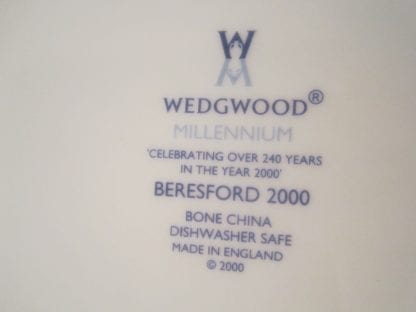 W
WEDGWOOD®
MILLENNIUM
'CELEBRATING OVER 240 YEARS
IN THE YEAR 2000'
BERESFORD 2000
BONE CHINA
DISHWASHER SAFE
MADE IN ENGLAND
© 2000